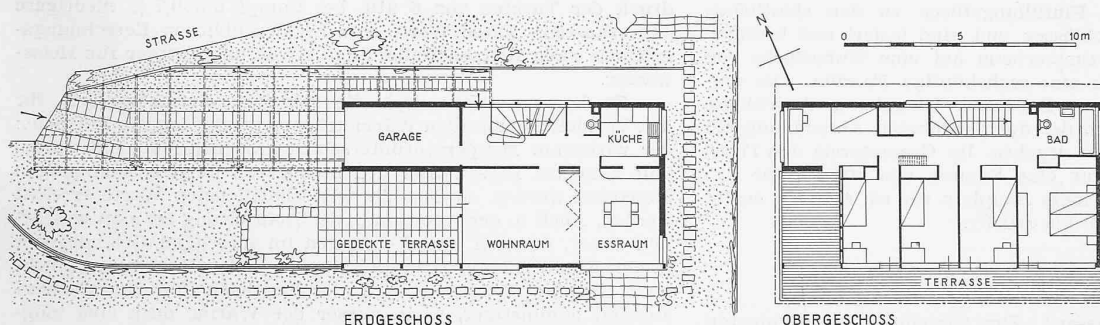 STRASSE
GARAGE
KÜCHE
GEDECKTE TERRASSE
WOHNRAUM
ESSRAUM
ERDGESCHOSS
N
0 5 10m
BAD
TERRASSE
OBERGESCHOSS